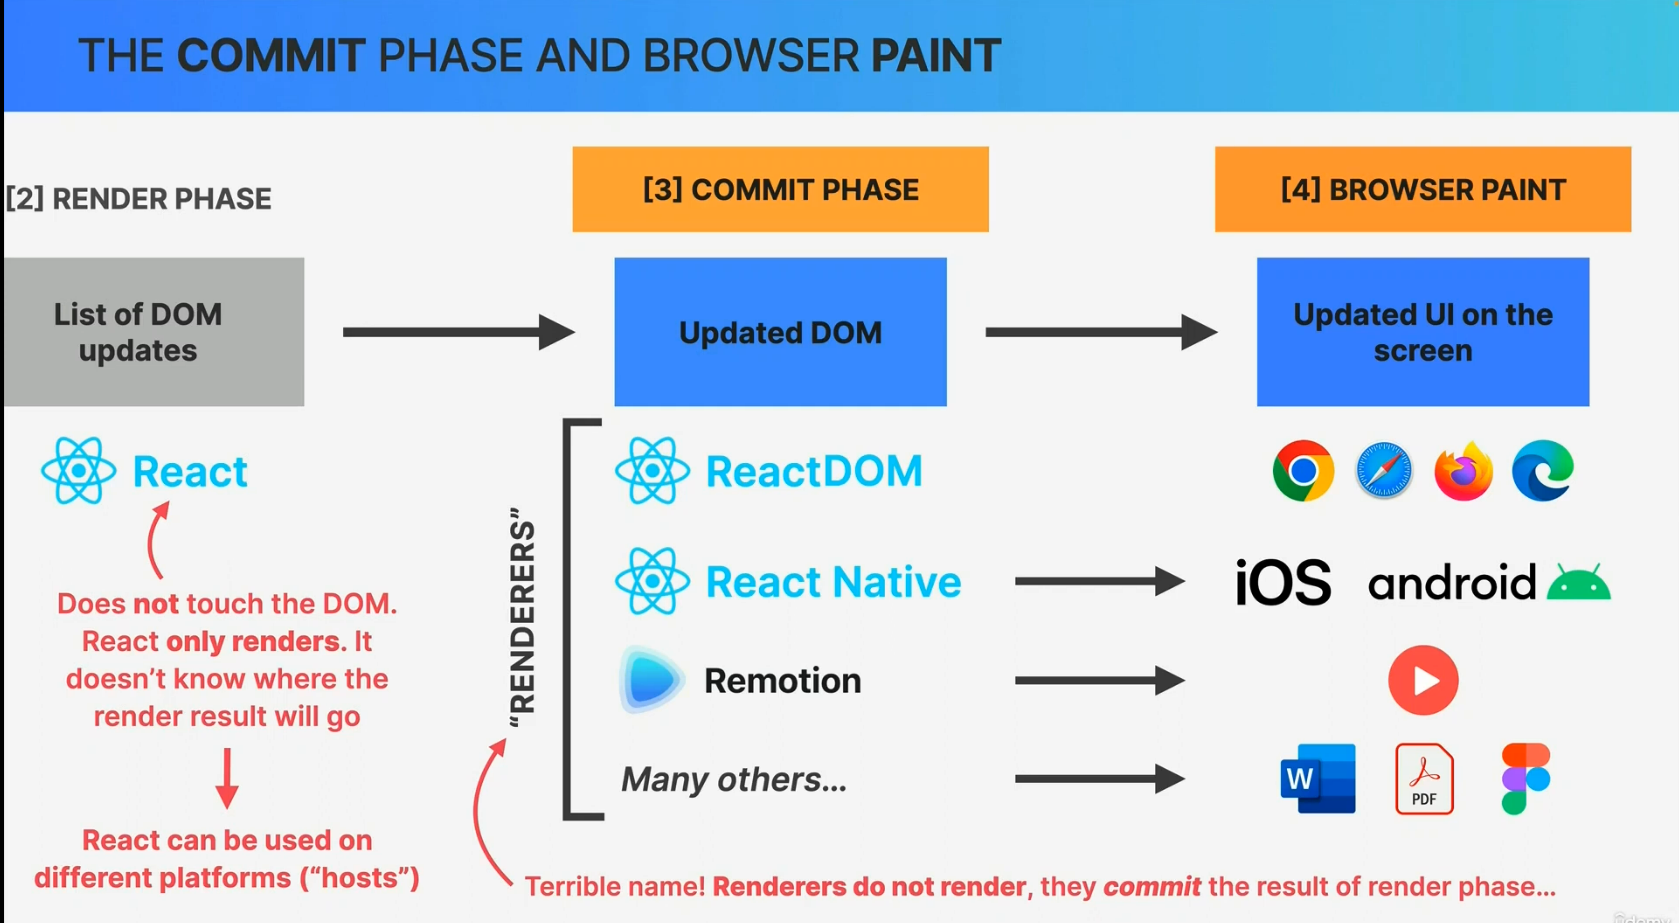 THE COMMIT PHASE AND BROWSER PAINT
[2] RENDER PHASE
[3] COMMIT PHASE
[4] BROWSER PAINT
List of DOM
updates
Updated DOM
Updated UI on the
screen
React
ReactDOM
React Native
iOS
android
Remotion
Many others...
W
PDF
“RENDERERS”
Does not touch the DOM.
React only renders. It
doesn’t know where the
render result will go
React can be used on
different platforms (“hosts”)
Terrible name! Renderers do not render, they commit the result of render phase...